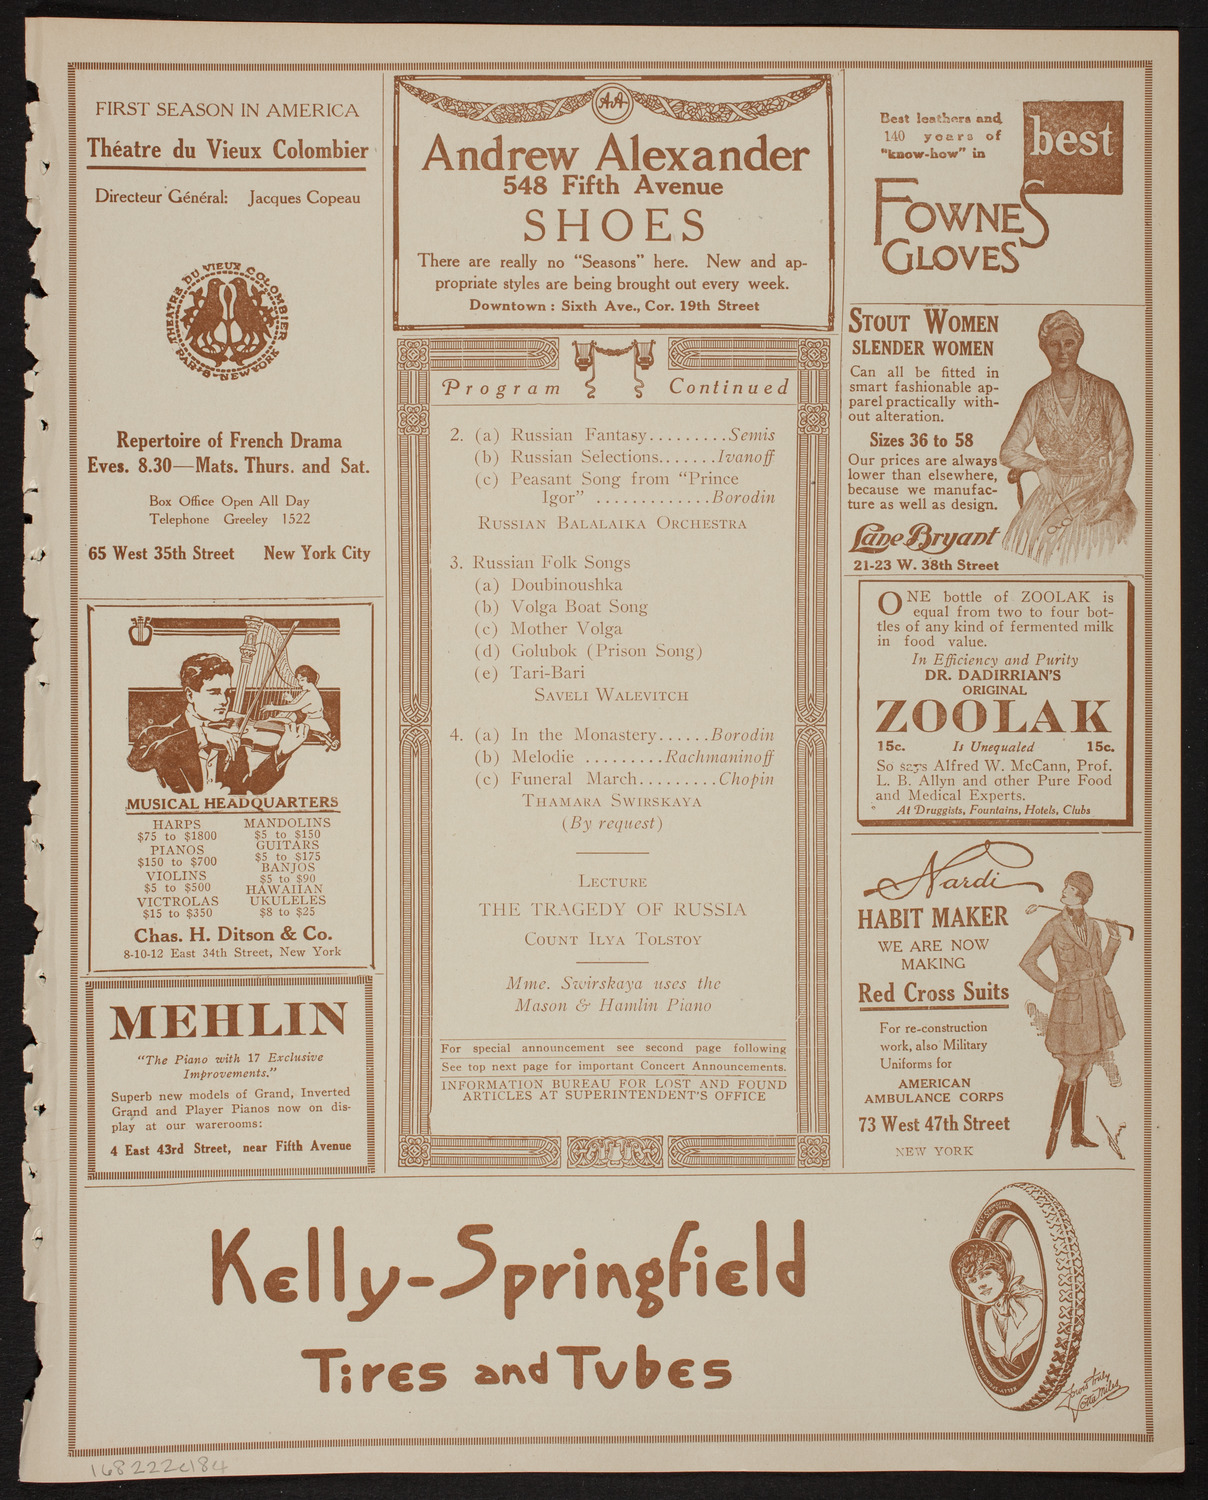 FIRST SEASON IN AMERICA
Théatre du Vieux Colombier
Directeur Général: Jacques Copeau
THEATRE DU VIEUX COLOMBIER
PARIS - NEW YORK
Repertoire of French Drama
Eves. 8.30—Mats. Thurs. and Sat.
Box Office Open All Day
Telephone Greeley 1522
65 West 35th Street New York City
MUSICAL HEADQUARTERS
HARPS
$75 to $1800
PIANOS
$150 to $700
VIOLINS
$5 to $500
VICTROLAS
$15 to $350
MANDOLINS
$5 to $150
GUITARS
$5 to $175
BANJOS
$5 to $90
HAWAIIAN
UKULELES
$8 to $25
Chas. H. Ditson & Co.
8-10-12 East 34th Street, New York
MEHLIN
"The Piano with 17 Exclusive
Improvements."
Superb new models of Grand, Inverted
Grand and Player Pianos now on dis-
play at our warerooms:
4 East 43rd Street, near Fifth Avenue
AA
Andrew Alexander
548 Fifth Avenue
SHOES
There are really no "Seasons" here. New and ap-
propriate styles are being brought out every week.
Downtown: Sixth Ave., Cor. 19th Street
Program Continued
2. (a) Russian Fantasy.........Semis
(b) Russian Selections.......Ivanoff
(c) Peasant Song from "Prince
Igor" .............Borodin
RUSSIAN BALALAIKA ORCHESTRA
3. Russian Folk Songs
(a) Doubinoushka
(b) Volga Boat Song
(c) Mother Volga
(d) Golubok (Prison Song)
(e) Tari-Bari
SAVELI WALEVITCH
4. (a) In the Monastery......Borodin
(b) Melodie .........Rachmaninoff
(c) Funeral March.........Chopin
THAMARA SWIRSKAYA
(By request)
LECTURE
THE TRAGEDY OF RUSSIA
COUNT ILYA TOLSTOY
Mme. Swirskaya uses the
Mason & Hamlin Piano
For special announcement see second page following
See top next page for important Concert Announcements.
INFORMATION BUREAU FOR LOST AND FOUND
ARTICLES AT SUPERINTENDENT'S OFFICE
Best leathers and
140 years of
"know-how" in
best
FOWNES
GLOVES
STOUT WOMEN
SLENDER WOMEN
Can all be fitted in
smart fashionable ap-
parel practically with-
out alteration.
Sizes 36 to 58
Our prices are always
lower than elsewhere,
because we manufac-
ture as well as design.
Lane Bryant
21-23 W. 38th Street
ONE bottle of ZOOLAK is
equal from two to four bot-
tles of any kind of fermented milk
in food value.
In Efficiency and Purity
DR. DADIRRIAN'S
ORIGINAL
ZOOLAK
15c. Is Unequaled 15c.
So says Alfred W. McCann, Prof.
L. B. Allyn and other Pure Food
and Medical Experts.
At Druggists, Fountains, Hotels, Clubs
Nardi
HABIT MAKER
WE ARE NOW
MAKING
Red Cross Suits
For re-construction
work, also Military
Uniforms for
AMERICAN
AMBULANCE CORPS
73 West 47th Street
NEW YORK
Kelly-Springfield
Tires and Tubes
Yours truly
Lotta Miles
168222c184